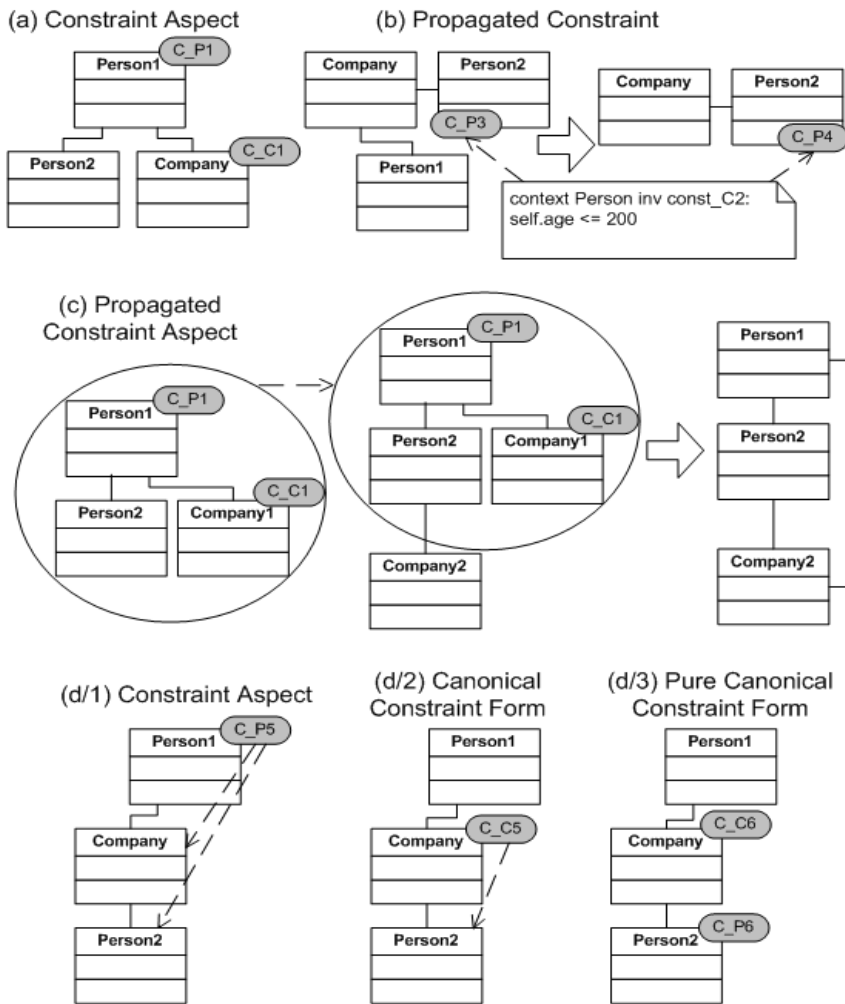 (a) Constraint Aspect
C_P1
Person1
Person2
Company
C_C1
(b) Propagated Constraint
Company
Person2
C_P3
Person1
Company
Person2
C_P4
context Person inv const_C2:
self.age <= 200
(c) Propagated
Constraint Aspect
C_P1
Person1
C_C1
Person2
Company1
C_P1
Person1
C_C1
Person2
Company1
Company2
Person1
Person2
Company2
(d/1) Constraint Aspect
C_P5
Person1
Company
Person2
(d/2) Canonical
Constraint Form
Person1
C_C5
Company
Person2
(d/3) Pure Canonical
Constraint Form
Person1
C_C6
Company
C_P6
Person2